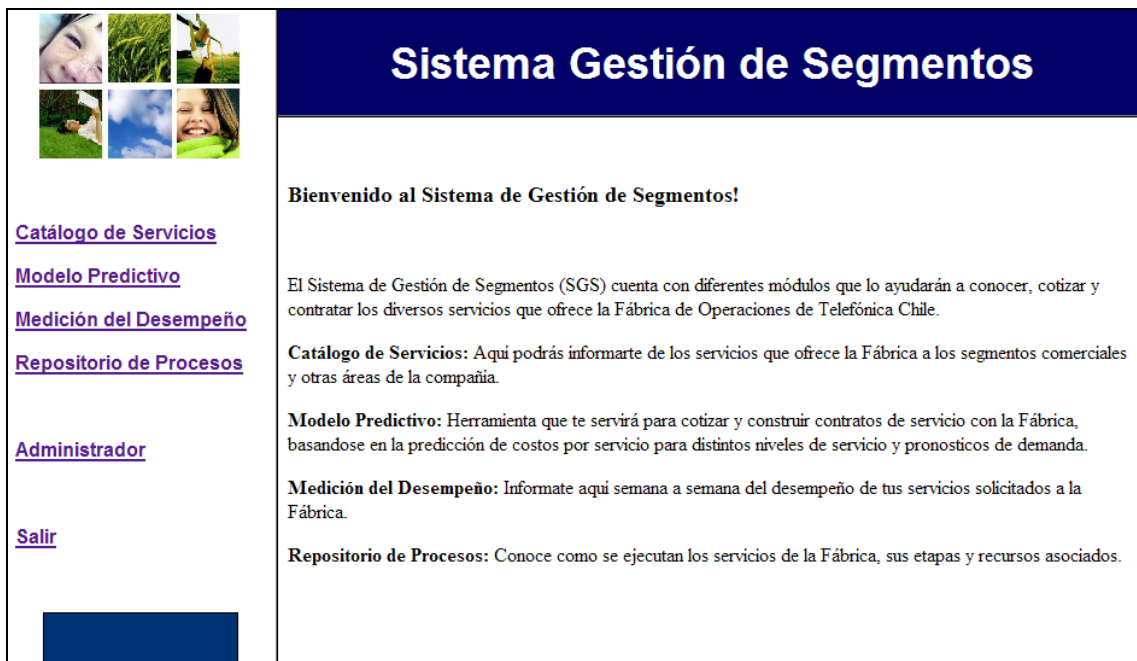 Sistema Gestión de Segmentos
Catálogo de Servicios
Modelo Predictivo
Medición del Desempeño
Repositorio de Procesos
Administrador
Salir
Bienvenido al Sistema de Gestión de Segmentos!
El Sistema de Gestión de Segmentos (SGS) cuenta con diferentes módulos que lo ayudarán a conocer, cotizar y
contratar los diversos servicios que ofrece la Fábrica de Operaciones de Telefónica Chile.
Catálogo de Servicios: Aquí podrás informarte de los servicios que ofrece la Fábrica a los segmentos comerciales
y otras áreas de la compañía.
Modelo Predictivo: Herramienta que te servirá para cotizar y construir contratos de servicio con la Fábrica,
basandose en la predicción de costos por servicio para distintos niveles de servicio y pronosticos de demanda.
Medición del Desempeño: Informate aquí semana a semana del desempeño de tus servicios solicitados a la
Fábrica.
Repositorio de Procesos: Conoce como se ejecutan los servicios de la Fábrica, sus etapas y recursos asociados.